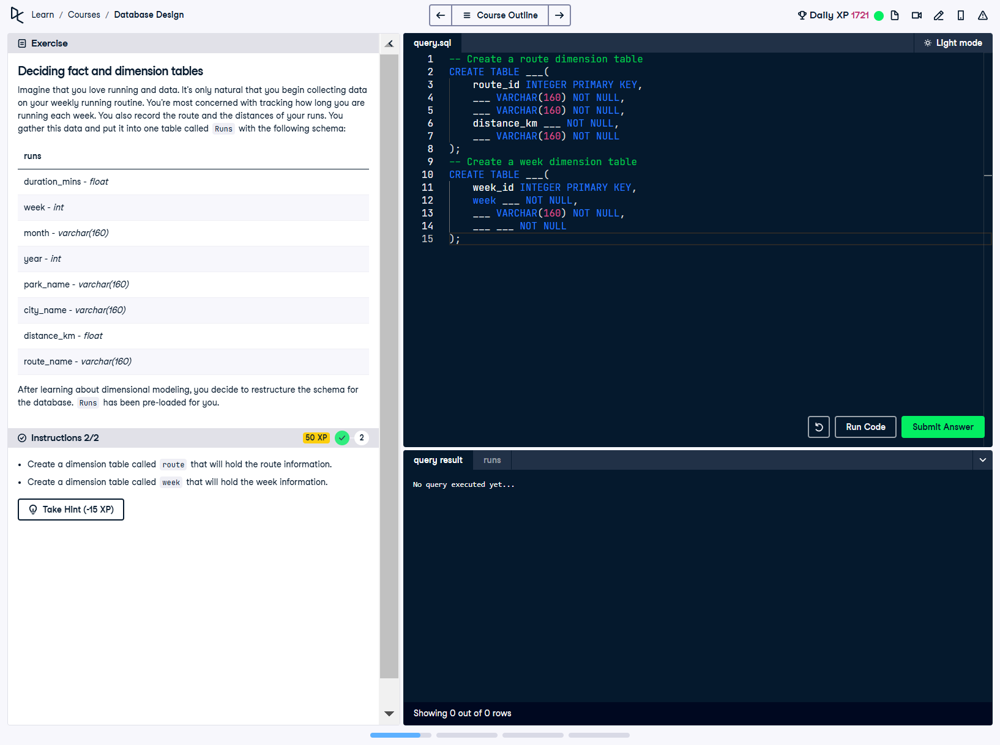 Learn / Courses / Database Design
Course Outline
Daily XP 1721
Exercise
Deciding fact and dimension tables
Imagine that you love running and data. It's only natural that you begin collecting data
on your weekly running routine. You're most concerned with tracking how long you are
running each week. You also record the route and the distances of your runs. You
gather this data and put it into one table called Runs with the following schema:
runs
duration_mins - float
week - int
month - varchar(160)
year - int
park_name - varchar(160)
city_name - varchar(160)
distance_km - float
route_name - varchar(160)
After learning about dimensional modeling, you decide to restructure the schema for
the database. Runs has been pre-loaded for you.
Instructions 2/2
50 XP
2
Create a dimension table called route that will hold the route information.
Create a dimension table called week that will hold the week information.
Take Hint (-15 XP)
query.sql
Light mode
1 -- Create a route dimension table
2 CREATE TABLE ___(
3 route_id INTEGER PRIMARY KEY,
4 ___ VARCHAR(160) NOT NULL,
5 ___ VARCHAR(160) NOT NULL,
6 distance_km ___ NOT NULL,
7 ___ VARCHAR(160) NOT NULL
8 );
9 -- Create a week dimension table
10 CREATE TABLE ___(
11 week_id INTEGER PRIMARY KEY,
12 week ___ NOT NULL,
13 ___ VARCHAR(160) NOT NULL,
14 ___ ___ NOT NULL
15 );
Run Code
Submit Answer
query result
runs
No query executed yet...
Showing 0 out of 0 rows